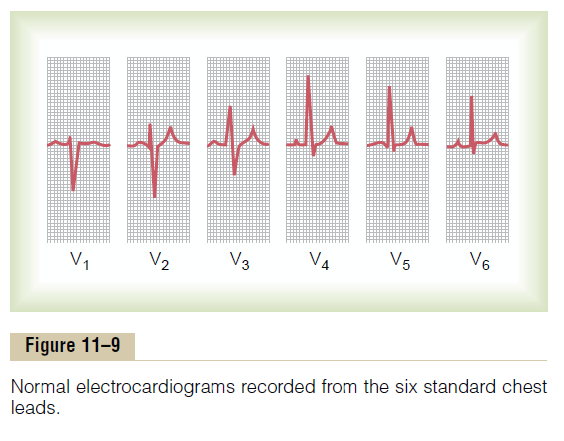 V1 V2 V3 V4 V5 V6
Figure 11–9
Normal electrocardiograms recorded from the six standard chest
leads.